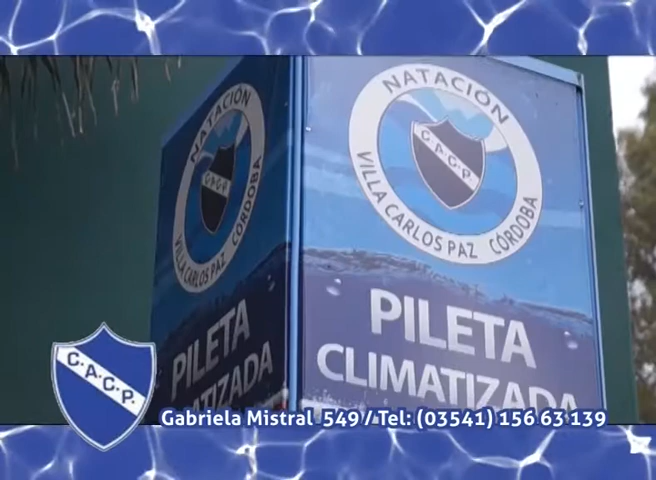 NATACIÓN
C.A.C.P.
VILLA CARLOS PAZ CÓRDOBA
PILETA
CLIMATIZADA
NATACIÓN
C.A.C.P.
VILLA CARLOS PAZ CÓRDOBA
PILETA
CLIMATIZADA
C.A.C.P.
Gabriela Mistral 549 / Tel: (03541) 156 63 139